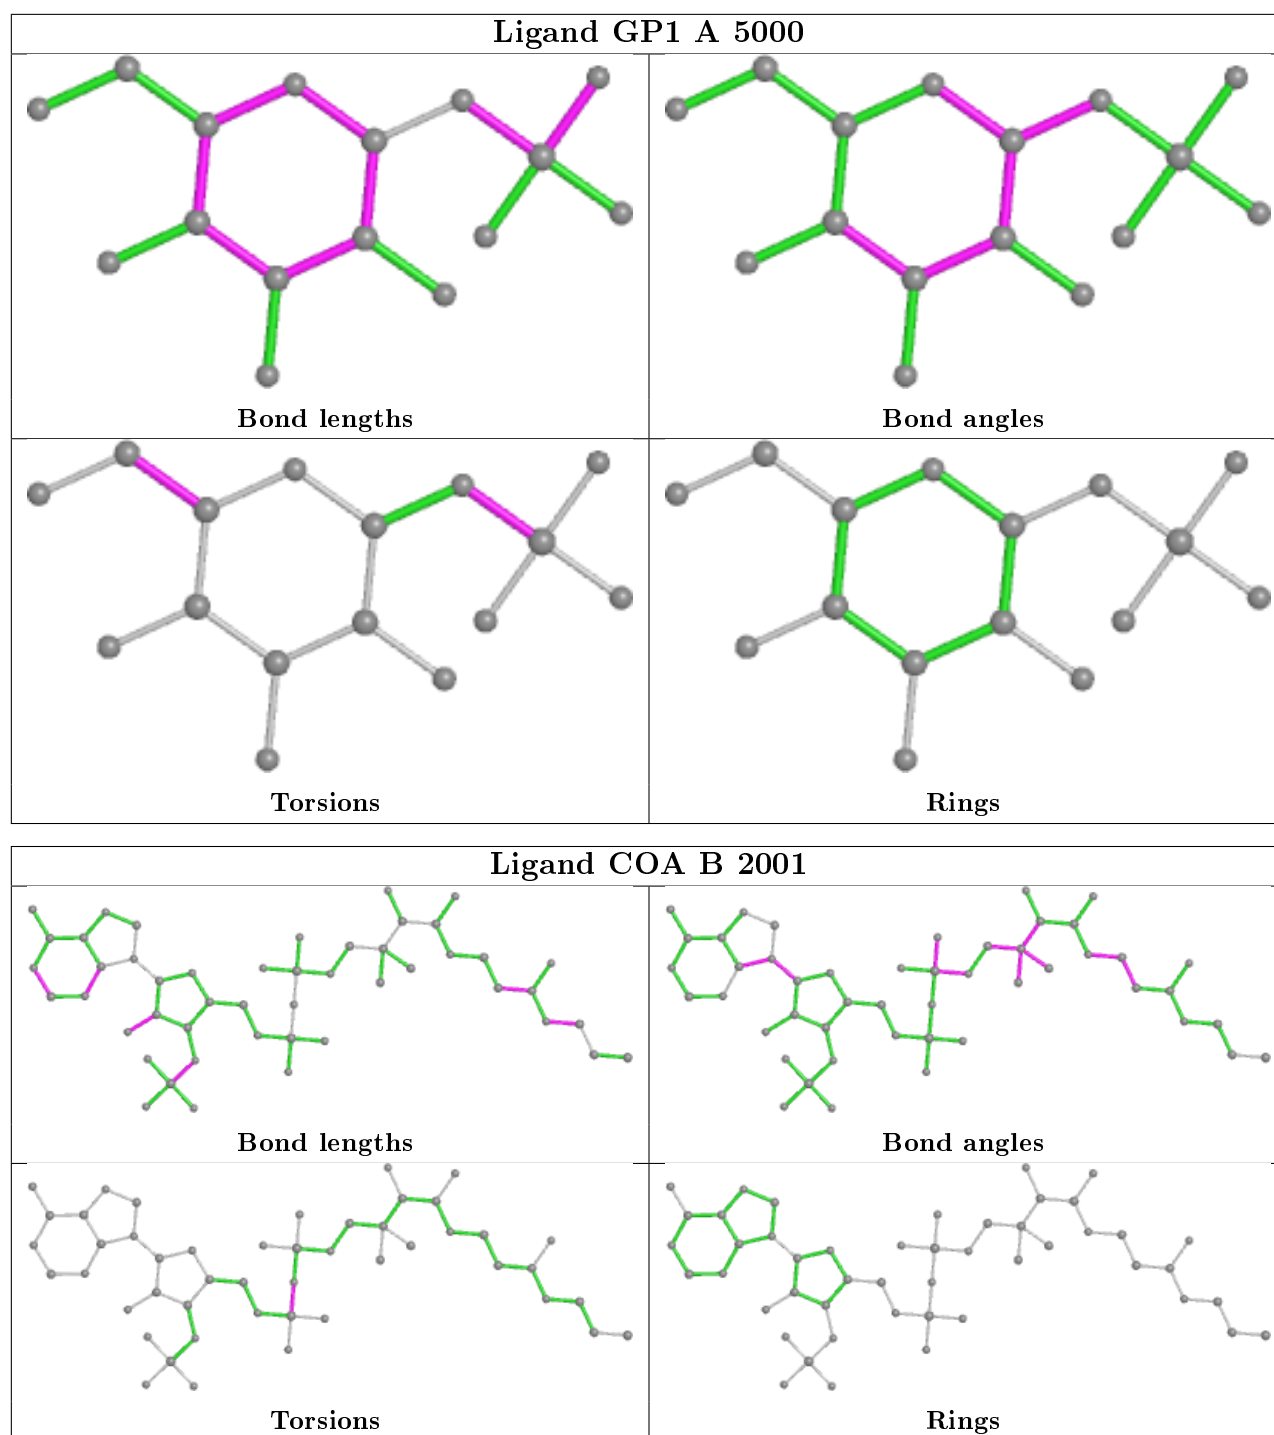 Ligand GP1 A 5000
Bond lengths
Bond angles
Torsions
Rings
Ligand COA B 2001
Bond lengths
Bond angles
Torsions
Rings